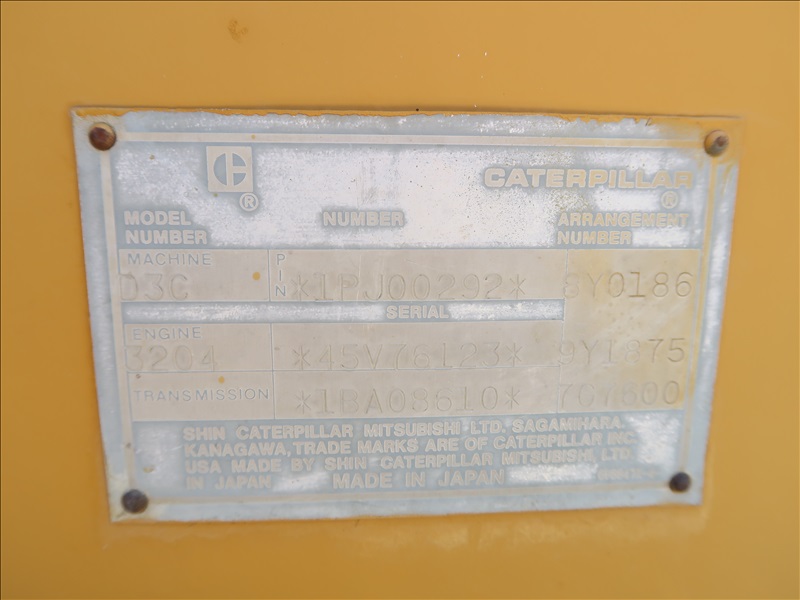 C
®
CATERPILLAR
®
MODEL NUMBER ARRANGEMENT
NUMBER NUMBER
MACHINE PIN
D3C *1PJ00292* 8Y0186
SERIAL
ENGINE
3204 *45V76123* 9Y1875
TRANSMISSION *1BA08610*
SHIN CATERPILLAR MITSUBISHI LTD. SAGAMIHARA.
KANAGAWA, TRADE MARKS ARE OF CATERPILLAR INC.
USA MADE BY SHIN CATERPILLAR MITSUBISHI. LTD
IN JAPAN MADE IN JAPAN